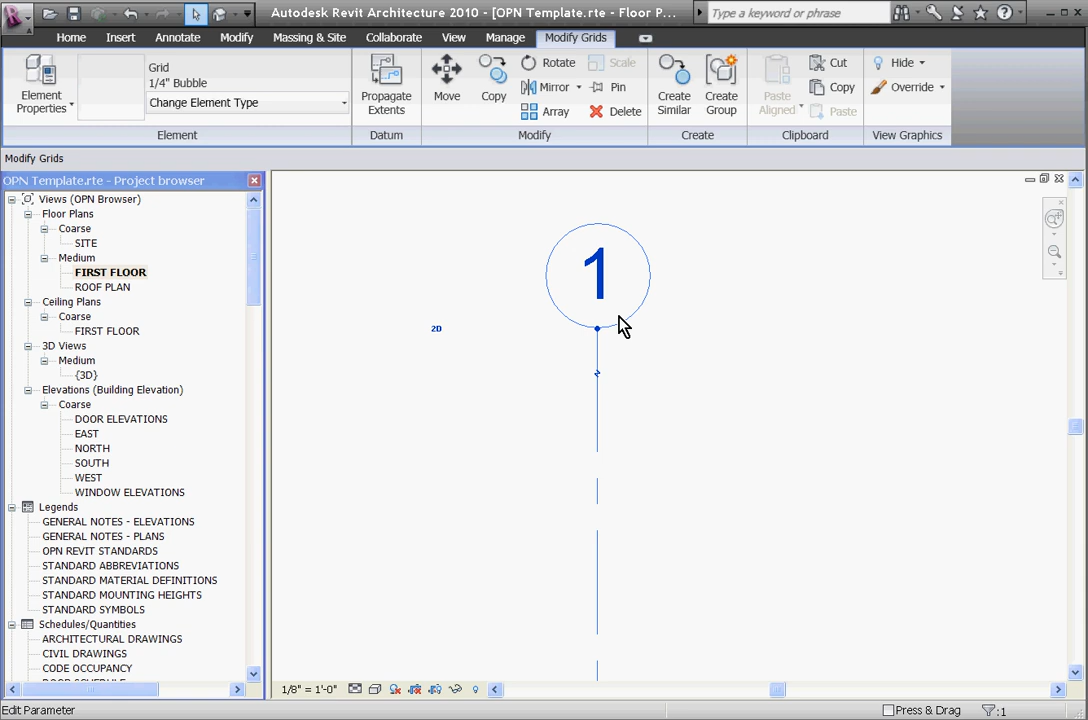 Autodesk Revit Architecture 2010 - [OPN Template.rte - Floor P...
Type a keyword or phrase
Home Insert Annotate Modify Massing & Site Collaborate View Manage Modify Grids
Element Properties
Grid
1/4" Bubble
Change Element Type
Element
Propagate Extents
Datum
Move
Copy
Rotate
Mirror
Array
Scale
Pin
Delete
Modify
Create Similar
Create Group
Create
Paste Aligned
Cut
Copy
Paste
Clipboard
Hide
Override
View Graphics
Modify Grids
OPN Template.rte - Project browser
Views (OPN Browser)
Floor Plans
Coarse
SITE
Medium
FIRST FLOOR
ROOF PLAN
Ceiling Plans
Coarse
FIRST FLOOR
3D Views
Medium
{3D}
Elevations (Building Elevation)
Coarse
DOOR ELEVATIONS
EAST
NORTH
SOUTH
WEST
WINDOW ELEVATIONS
Legends
GENERAL NOTES - ELEVATIONS
GENERAL NOTES - PLANS
OPN REVIT STANDARDS
STANDARD ABBREVIATIONS
STANDARD MATERIAL DEFINITIONS
STANDARD MOUNTING HEIGHTS
STANDARD SYMBOLS
Schedules/Quantities
ARCHITECTURAL DRAWINGS
CIVIL DRAWINGS
CODE OCCUPANCY
1
2D
1/8" = 1'-0"
Edit Parameter
Press & Drag
:1